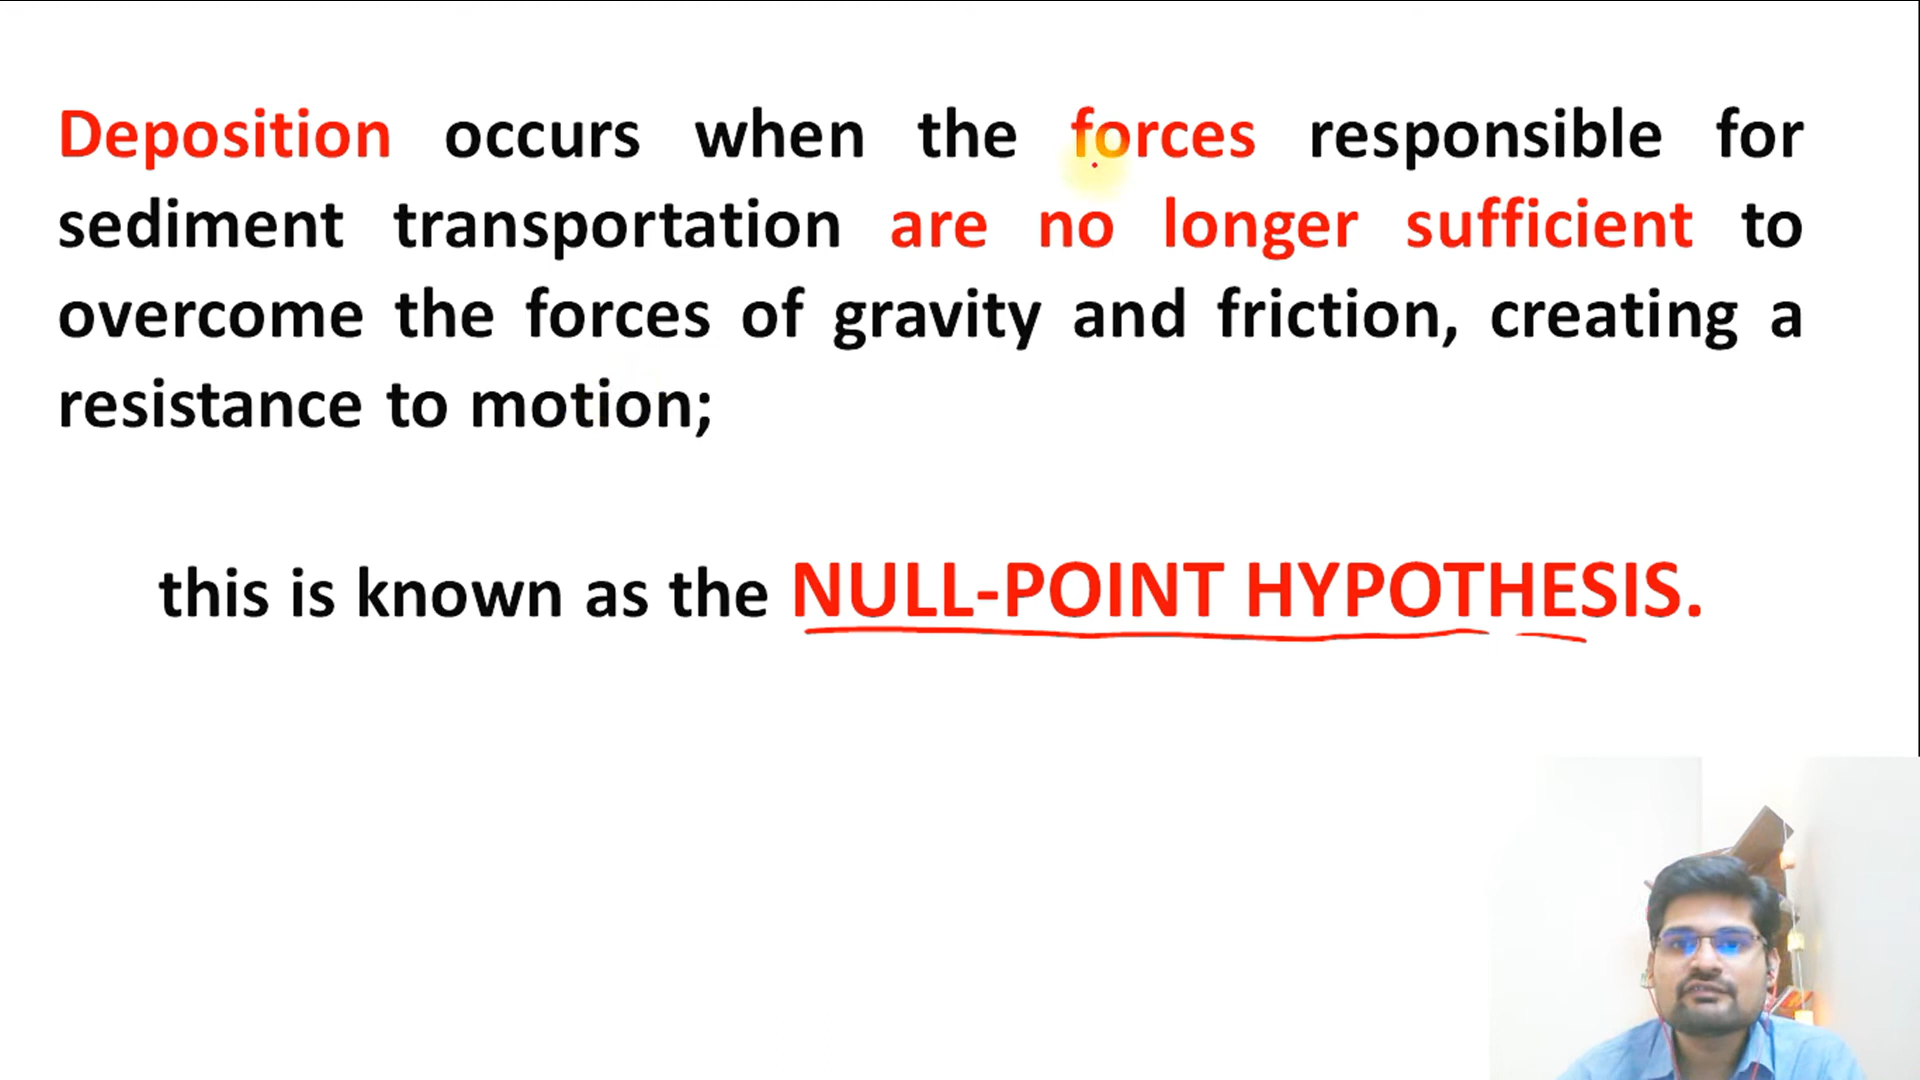 Deposition occurs when the forces responsible for
sediment transportation are no longer sufficient to
overcome the forces of gravity and friction, creating a
resistance to motion;
this is known as the NULL-POINT HYPOTHESIS.